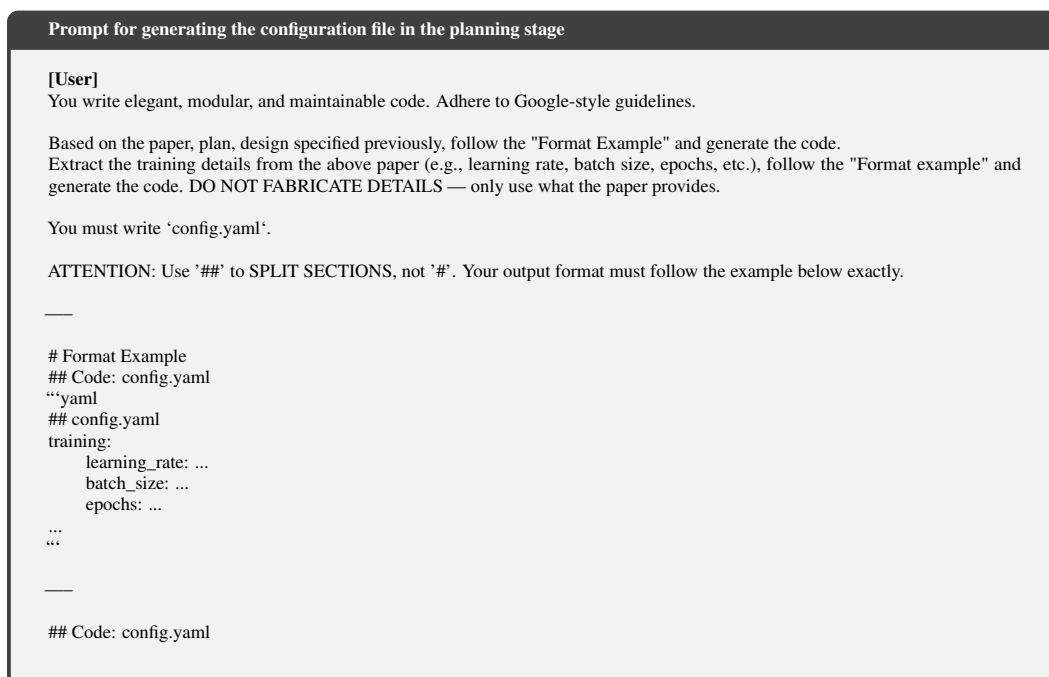 Prompt for generating the configuration file in the planning stage
[User]
You write elegant, modular, and maintainable code. Adhere to Google-style guidelines.
Based on the paper, plan, design specified previously, follow the "Format Example" and generate the code.
Extract the training details from the above paper (e.g., learning rate, batch size, epochs, etc.), follow the "Format example" and
generate the code. DO NOT FABRICATE DETAILS — only use what the paper provides.
You must write ‘config.yaml‘.
ATTENTION: Use ’##’ to SPLIT SECTIONS, not ’#’. Your output format must follow the example below exactly.
—–
# Format Example
## Code: config.yaml
“‘yaml
## config.yaml
training:
learning_rate: ...
batch_size: ...
epochs: ...
...
“‘
—–
## Code: config.yaml